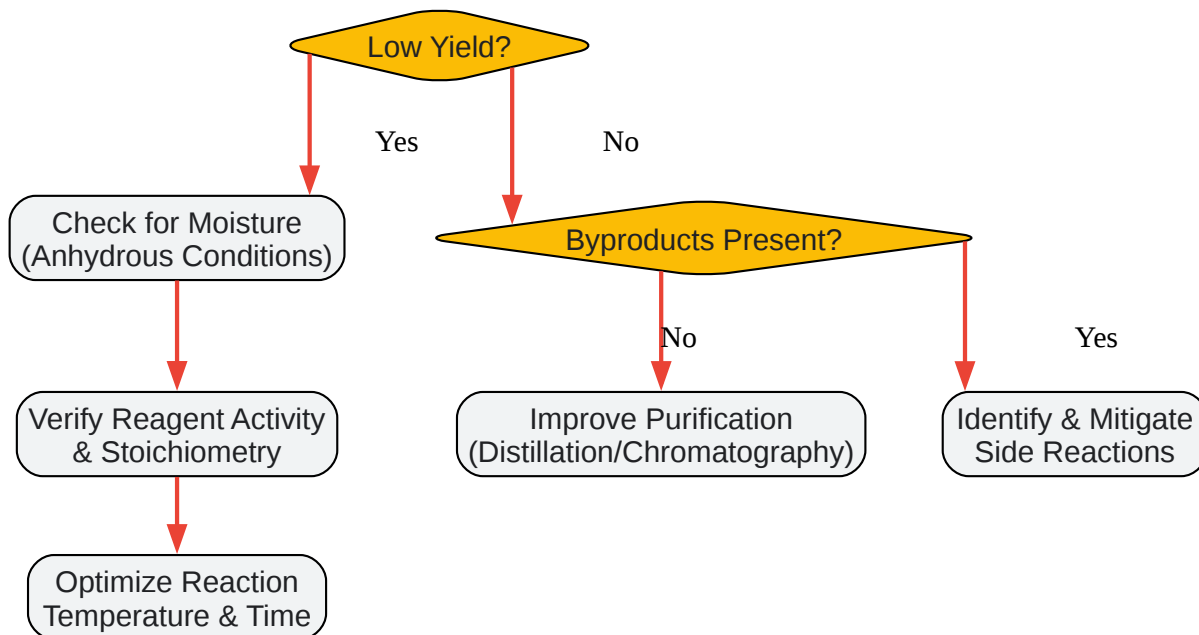 Low Yield?
Yes
No
Check for Moisture
(Anhydrous Conditions)
Byproducts Present?
No
Yes
Verify Reagent Activity
& Stoichiometry
Improve Purification
(Distillation/Chromatography)
Identify & Mitigate
Side Reactions
Optimize Reaction
Temperature & Time